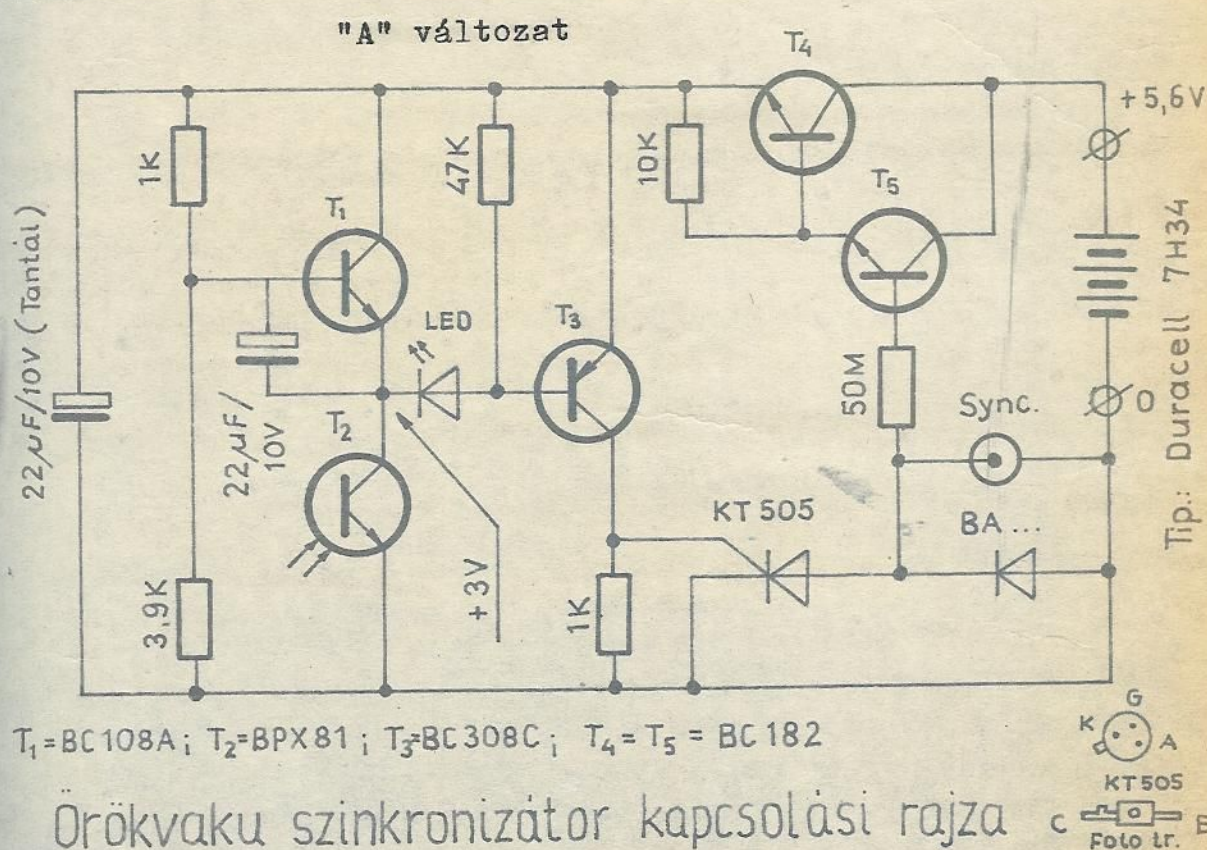 "A" változat
T4
+5,6V
1K
47K
10K
T5
T1
22µF/10V (Tantál)
LED
T3
Tip.: Duracell 7H34
22µF/
10V
50M
Sync.
0
T2
KT 505
BA ...
+3V
3,9K
1K
T1=BC108A; T2=BPX81; T3=BC308C; T4=T5=BC182
G
K
A
KT505
Örökvaku szinkronizátor kapcsolási rajza
C
E
Foto tr.